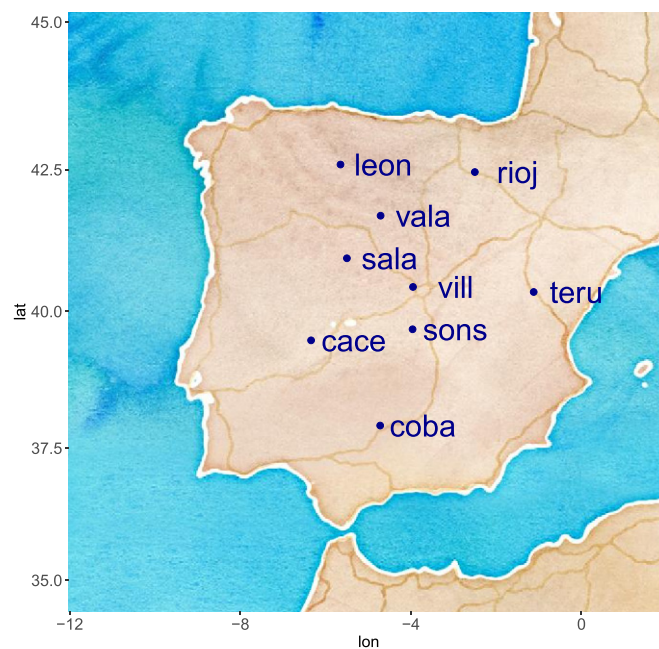 45.0
42.5
40.0
37.5
35.0
lat
leon
rioj
vala
sala
vill
teru
sons
cace
coba
−12
−8
−4
0
lon